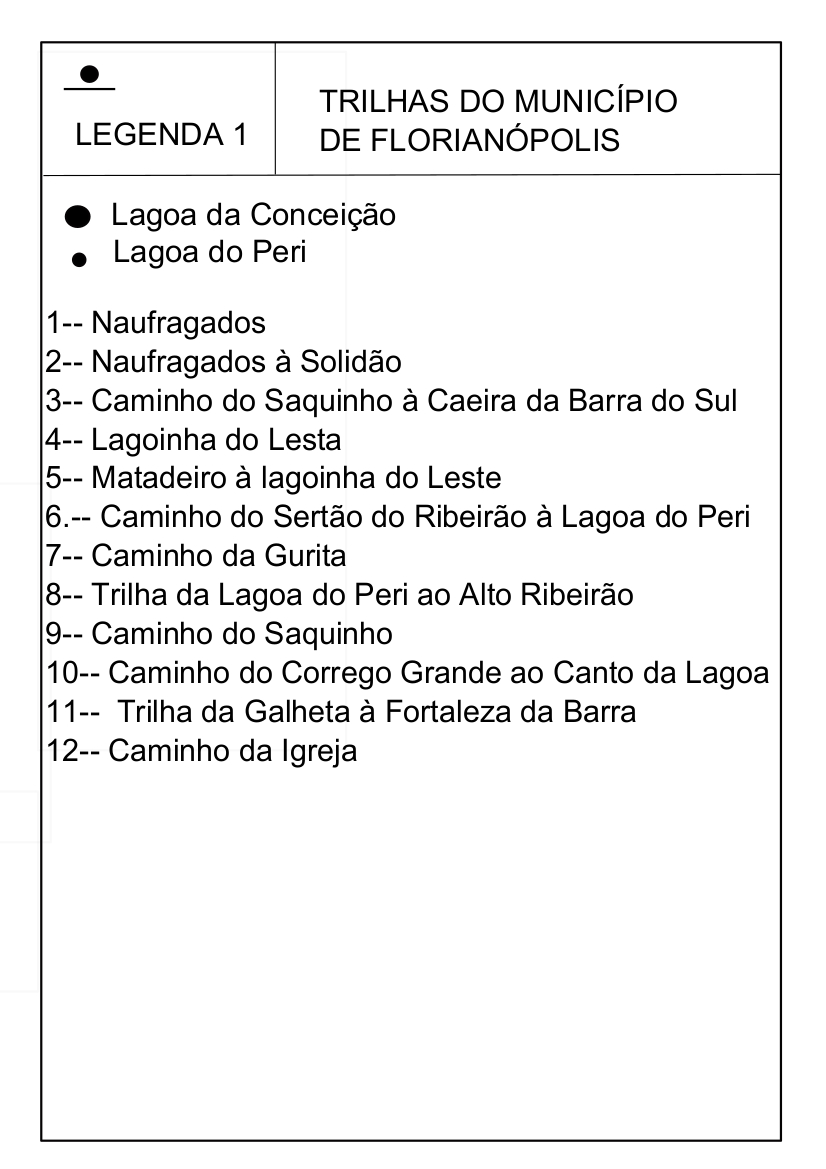 LEGENDA 1
TRILHAS DO MUNICÍPIO
DE FLORIANÓPOLIS
Lagoa da Conceição
Lagoa do Peri
1-- Naufragados
2-- Naufragados à Solidão
3-- Caminho do Saquinho à Caeira da Barra do Sul
4-- Lagoinha do Lesta
5-- Matadeiro à lagoinha do Leste
6.-- Caminho do Sertão do Ribeirão à Lagoa do Peri
7-- Caminho da Gurita
8-- Trilha da Lagoa do Peri ao Alto Ribeirão
9-- Caminho do Saquinho
10-- Caminho do Corrego Grande ao Canto da Lagoa
11-- Trilha da Galheta à Fortaleza da Barra
12-- Caminho da Igreja